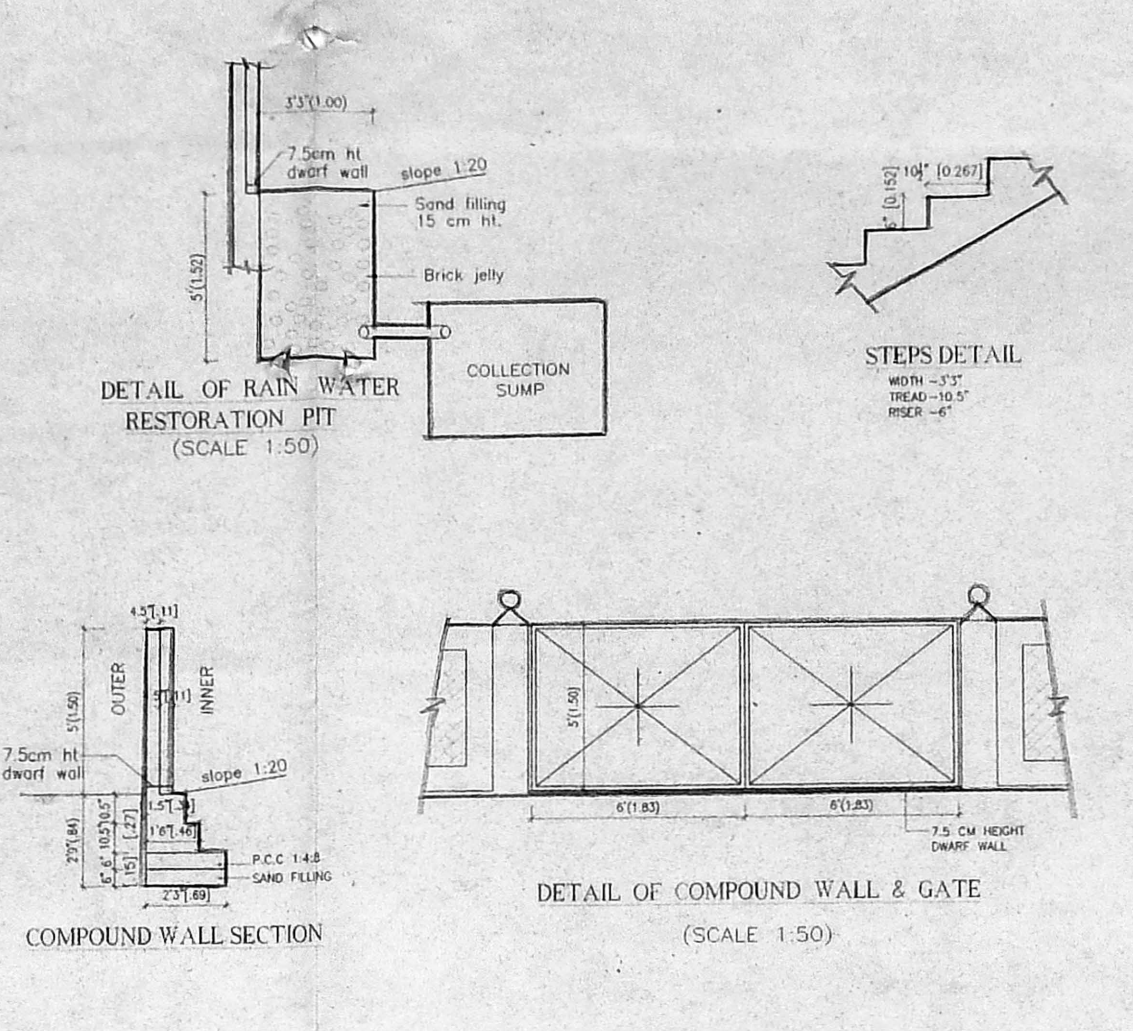 3'3"(1.00)
7.5cm ht
dwarf wall
slope 1:20
Sand filling
15 cm ht.
5'(1.52)
Brick jelly
COLLECTION
SUMP
DETAIL OF RAIN WATER
RESTORATION PIT
(SCALE 1:50)
10½" [0.267]
6" [0.152]
STEPS DETAIL
WIDTH -3'3"
TREAD -10.5"
RISER -6"
4.5"[.11]
OUTER
INNER
5'(1.50)
7.5cm ht
dwarf wall
slope 1:20
2'9"(.84)
10.5"
10.5"
[.27]
6"
6"
[.15]
1'6"[.46]
P.C.C 1:4:8
SAND FILLING
2'3"[.69]
COMPOUND WALL SECTION
5'(1.50)
6'(1.83)
6'(1.83)
7.5 CM HEIGHT
DWARF WALL
DETAIL OF COMPOUND WALL & GATE
(SCALE 1:50)